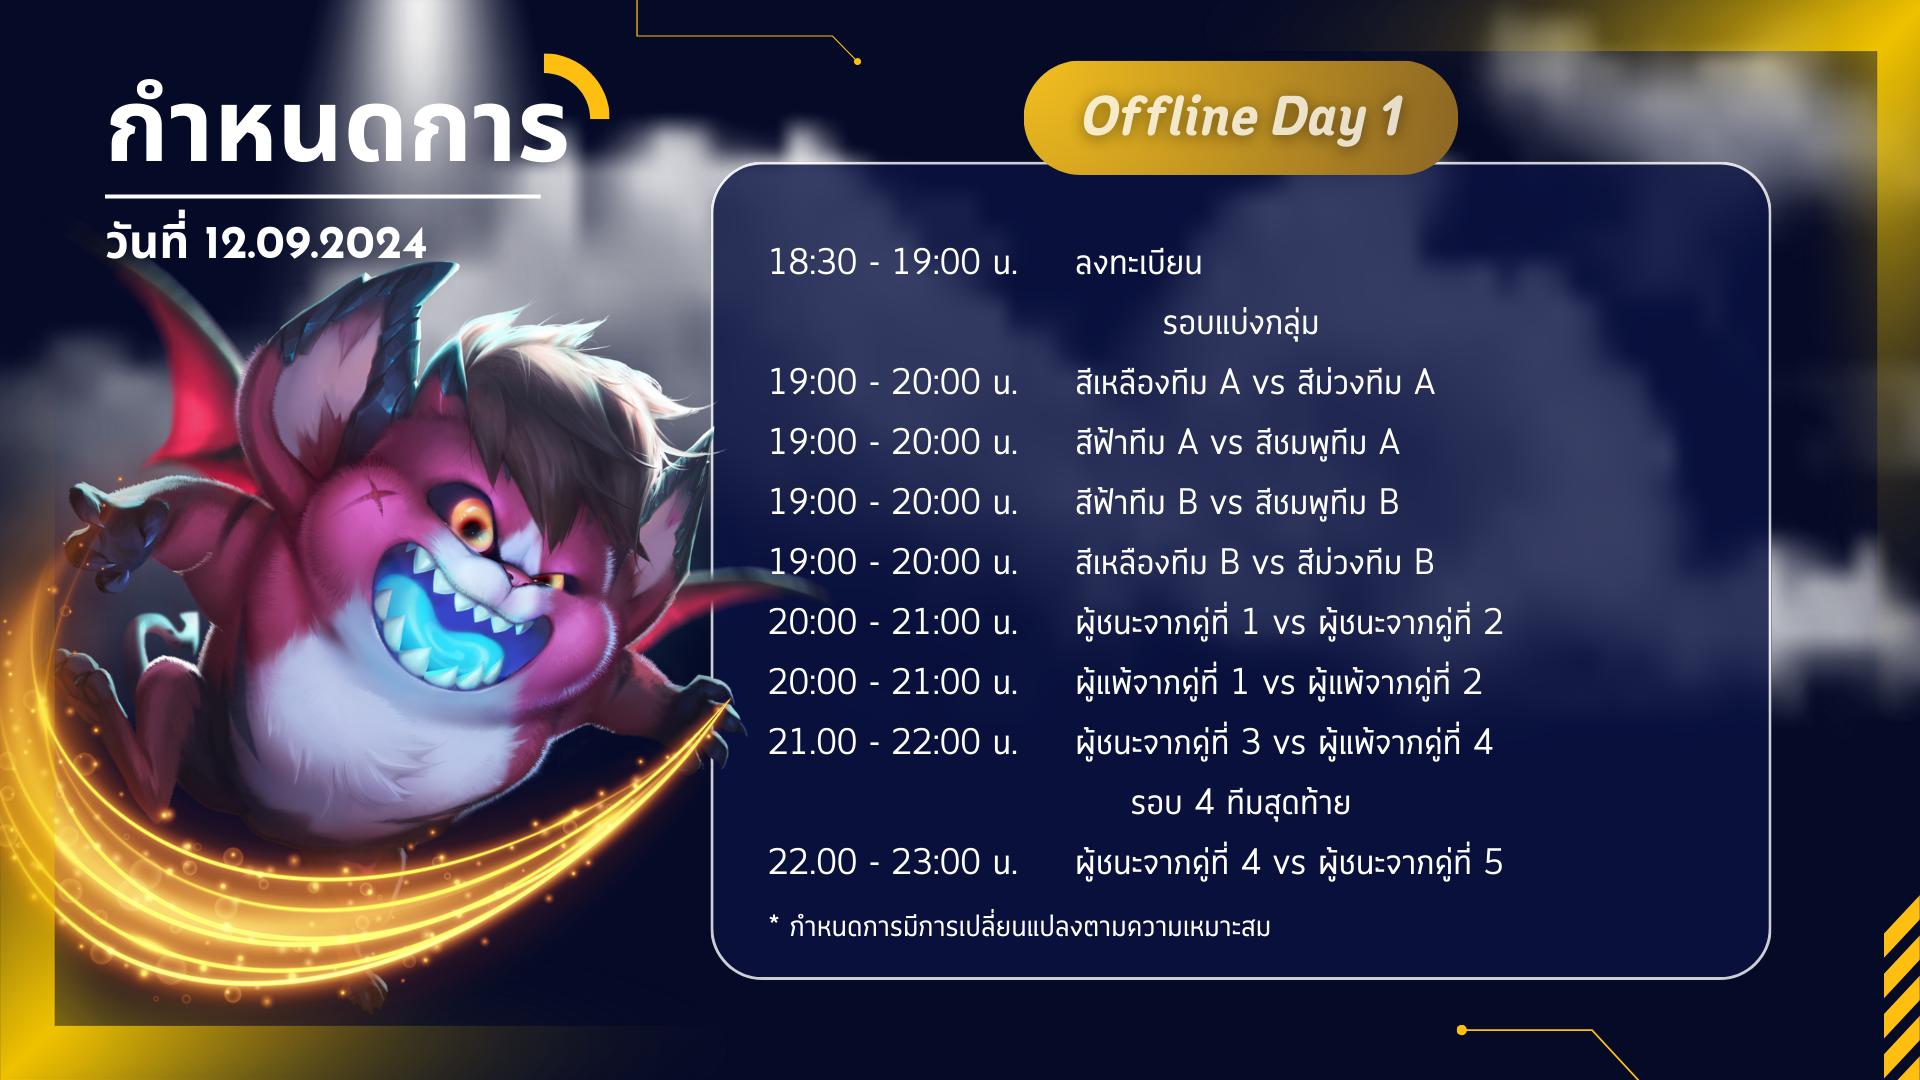 กำหนดการ
วันที่ 12.09.2024
Offline Day 1
18:30 - 19:00 น. ลงทะเบียน
รอบแบ่งกลุ่ม
19:00 - 20:00 น. สีเหลืองทีม A vs สีม่วงทีม A
19:00 - 20:00 น. สีฟ้าทีม A vs สีชมพูทีม A
19:00 - 20:00 น. สีฟ้าทีม B vs สีชมพูทีม B
19:00 - 20:00 น. สีเหลืองทีม B vs สีม่วงทีม B
20:00 - 21:00 น. ผู้ชนะจากคู่ที่ 1 vs ผู้ชนะจากคู่ที่ 2
20:00 - 21:00 น. ผู้แพ้จากคู่ที่ 1 vs ผู้แพ้จากคู่ที่ 2
21.00 - 22:00 น. ผู้ชนะจากคู่ที่ 3 vs ผู้แพ้จากคู่ที่ 4
รอบ 4 ทีมสุดท้าย
22.00 - 23:00 น. ผู้ชนะจากคู่ที่ 4 vs ผู้ชนะจากคู่ที่ 5
* กำหนดการมีการเปลี่ยนแปลงตามความเหมาะสม